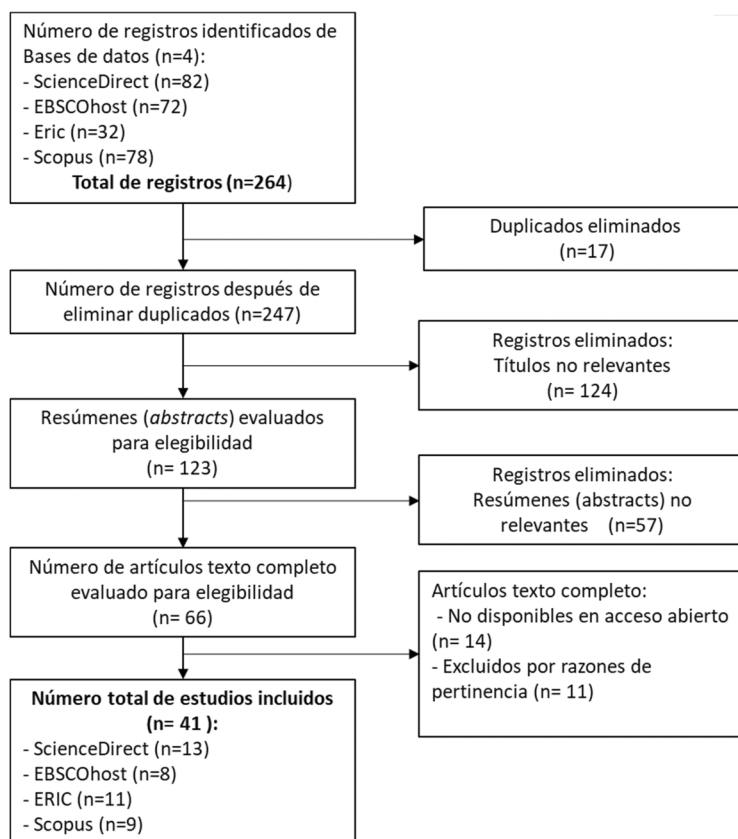 Número de registros identificados de
Bases de datos (n=4):
- ScienceDirect (n=82)
- EBSCOhost (n=72)
- Eric (n=32)
- Scopus (n=78)
Total de registros (n=264)
Duplicados eliminados
(n=17)
Número de registros después de
eliminar duplicados (n=247)
Registros eliminados:
Títulos no relevantes
(n= 124)
Resúmenes (abstracts) evaluados
para elegibilidad
(n= 123)
Registros eliminados:
Resúmenes (abstracts) no
relevantes (n=57)
Número de artículos texto completo
evaluado para elegibilidad
(n= 66)
Artículos texto completo:
- No disponibles en acceso abierto
(n= 14)
- Excluidos por razones de
pertinencia (n= 11)
Número total de estudios incluidos
(n= 41 ):
- ScienceDirect (n=13)
- EBSCOhost (n=8)
- ERIC (n=11)
- Scopus (n=9)